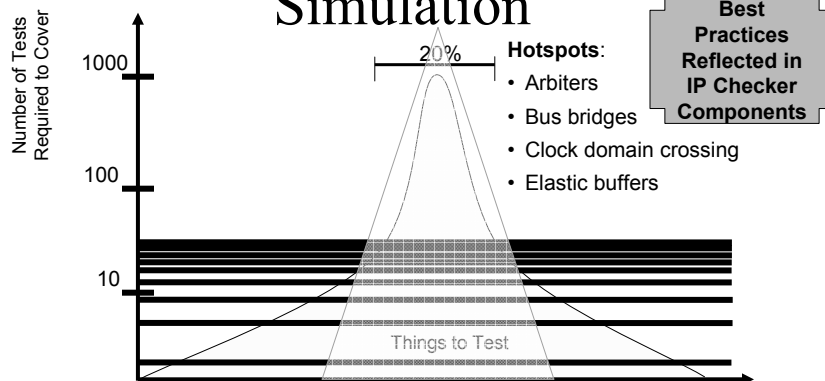 Simulation
Number of Tests
Required to Cover
1000
100
10
20%
Hotspots:
• Arbiters
• Bus bridges
• Clock domain crossing
• Elastic buffers
Best
Practices
Reflected in
IP Checker
Components
Things to Test